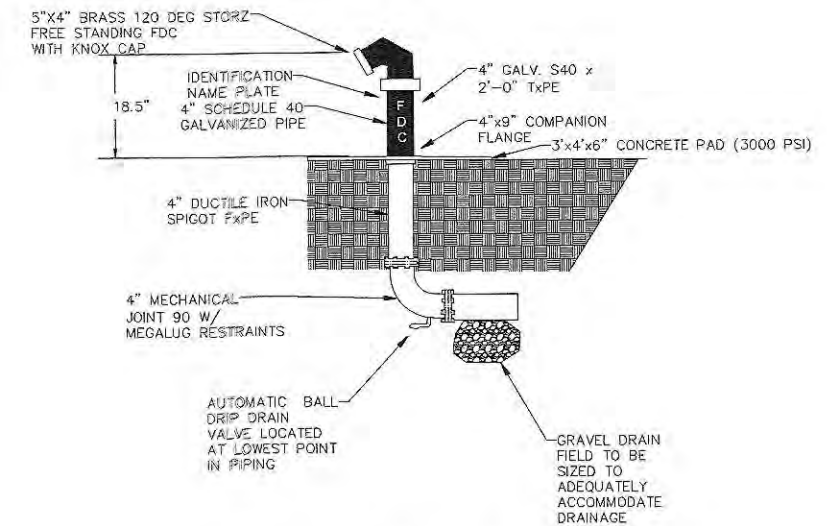 5"X4" BRASS 120 DEG STORZ
FREE STANDING FDC
WITH KNOX CAP
18.5"
IDENTIFICATION
NAME PLATE
4" SCHEDULE 40
GALVANIZED PIPE
F
D
C
4" GALV. S40 x
2'-0" TxPE
4"x9" COMPANION
FLANGE
3'x4'x6" CONCRETE PAD (3000 PSI)
4" DUCTILE IRON
SPIGOT FxPE
4" MECHANICAL
JOINT 90 W/
MEGALUG RESTRAINTS
AUTOMATIC BALL
DRIP DRAIN
VALVE LOCATED
AT LOWEST POINT
IN PIPING
GRAVEL DRAIN
FIELD TO BE
SIZED TO
ADEQUATELY
ACCOMMODATE
DRAINAGE